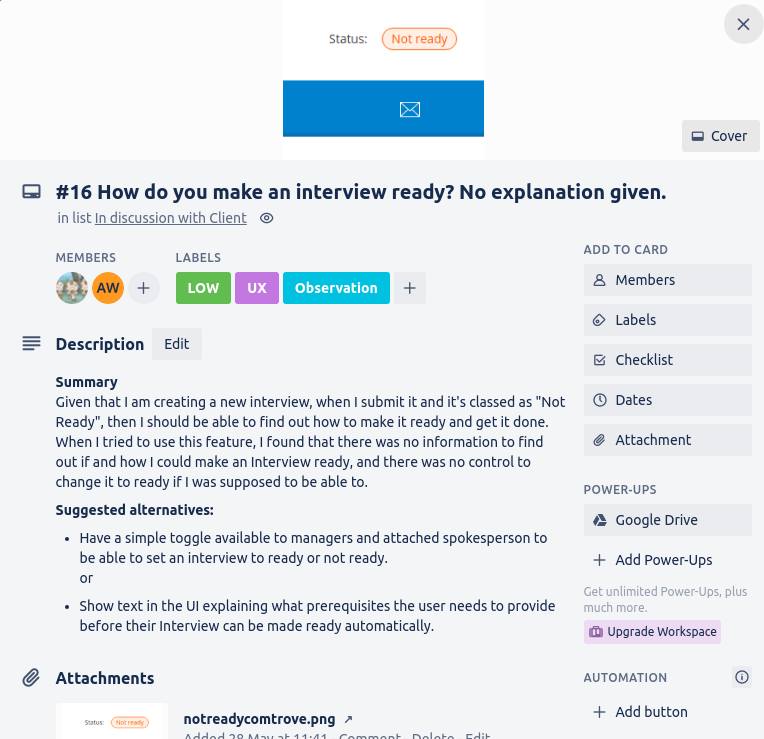 Status: Not ready
Cover
#16 How do you make an interview ready? No explanation given.
in list In discussion with Client
MEMBERS
LABELS
AW
LOW
UX
Observation
Description
Edit
Summary
Given that I am creating a new interview, when I submit it and it's classed as "Not
Ready", then I should be able to find out how to make it ready and get it done.
When I tried to use this feature, I found that there was no information to find
out if and how I could make an Interview ready, and there was no control to
change it to ready if I was supposed to be able to.
Suggested alternatives:
• Have a simple toggle available to managers and attached spokesperson to
be able to set an interview to ready or not ready.
or
• Show text in the UI explaining what prerequisites the user needs to provide
before their Interview can be made ready automatically.
Attachments
Status: Not ready
notreadycomtrove.png ↗
Added 28 May at 11:41 Comment Delete Edit
ADD TO CARD
Members
Labels
Checklist
Dates
Attachment
POWER-UPS
Google Drive
Add Power-Ups
Get unlimited Power-Ups, plus
much more.
Upgrade Workspace
AUTOMATION
Add button